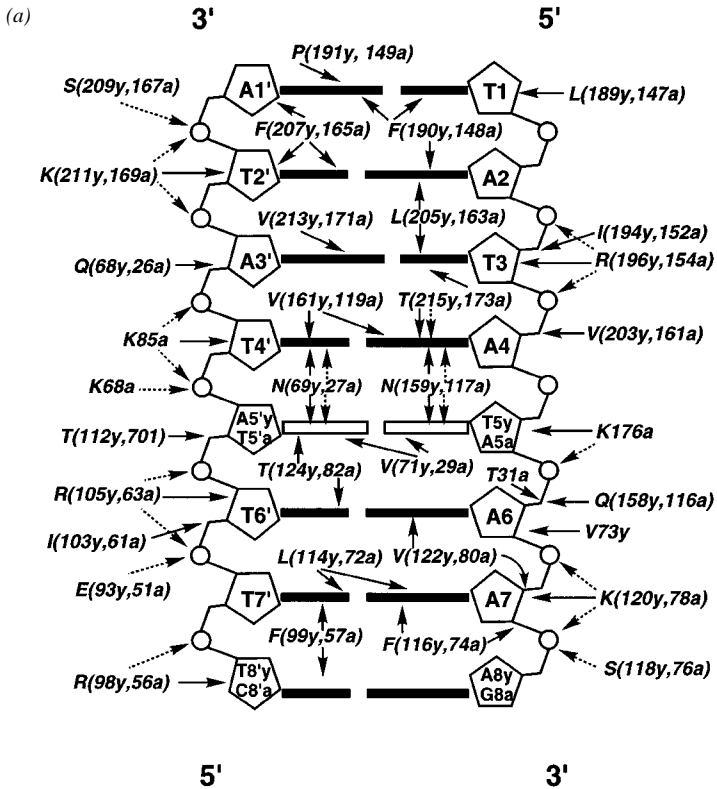 (a)
3' 5'
P(191y, 149a)
S(209y,167a) A1' T1 L(189y,147a)
F(207y,165a) F(190y,148a)
K(211y,169a) T2' A2
V(213y,171a) L(205y,163a)
I(194y,152a)
Q(68y,26a) A3' T3 R(196y,154a)
V(161y,119a) T(215y,173a)
K85a T4' A4 V(203y,161a)
K68a N(69y,27a) N(159y,117a)
A5'y T5y
T(112y,701) T5'a A5a K176a
T(124y,82a) V(71y,29a)
T31a
R(105y,63a) Q(158y,116a)
T6' A6
I(103y,61a) V73y
L(114y,72a) V(122y,80a)
E(93y,51a) T7' A7 K(120y,78a)
F(99y,57a) F(116y,74a)
S(118y,76a)
T8'y A8y
R(98y,56a) C8'a G8a
5' 3'